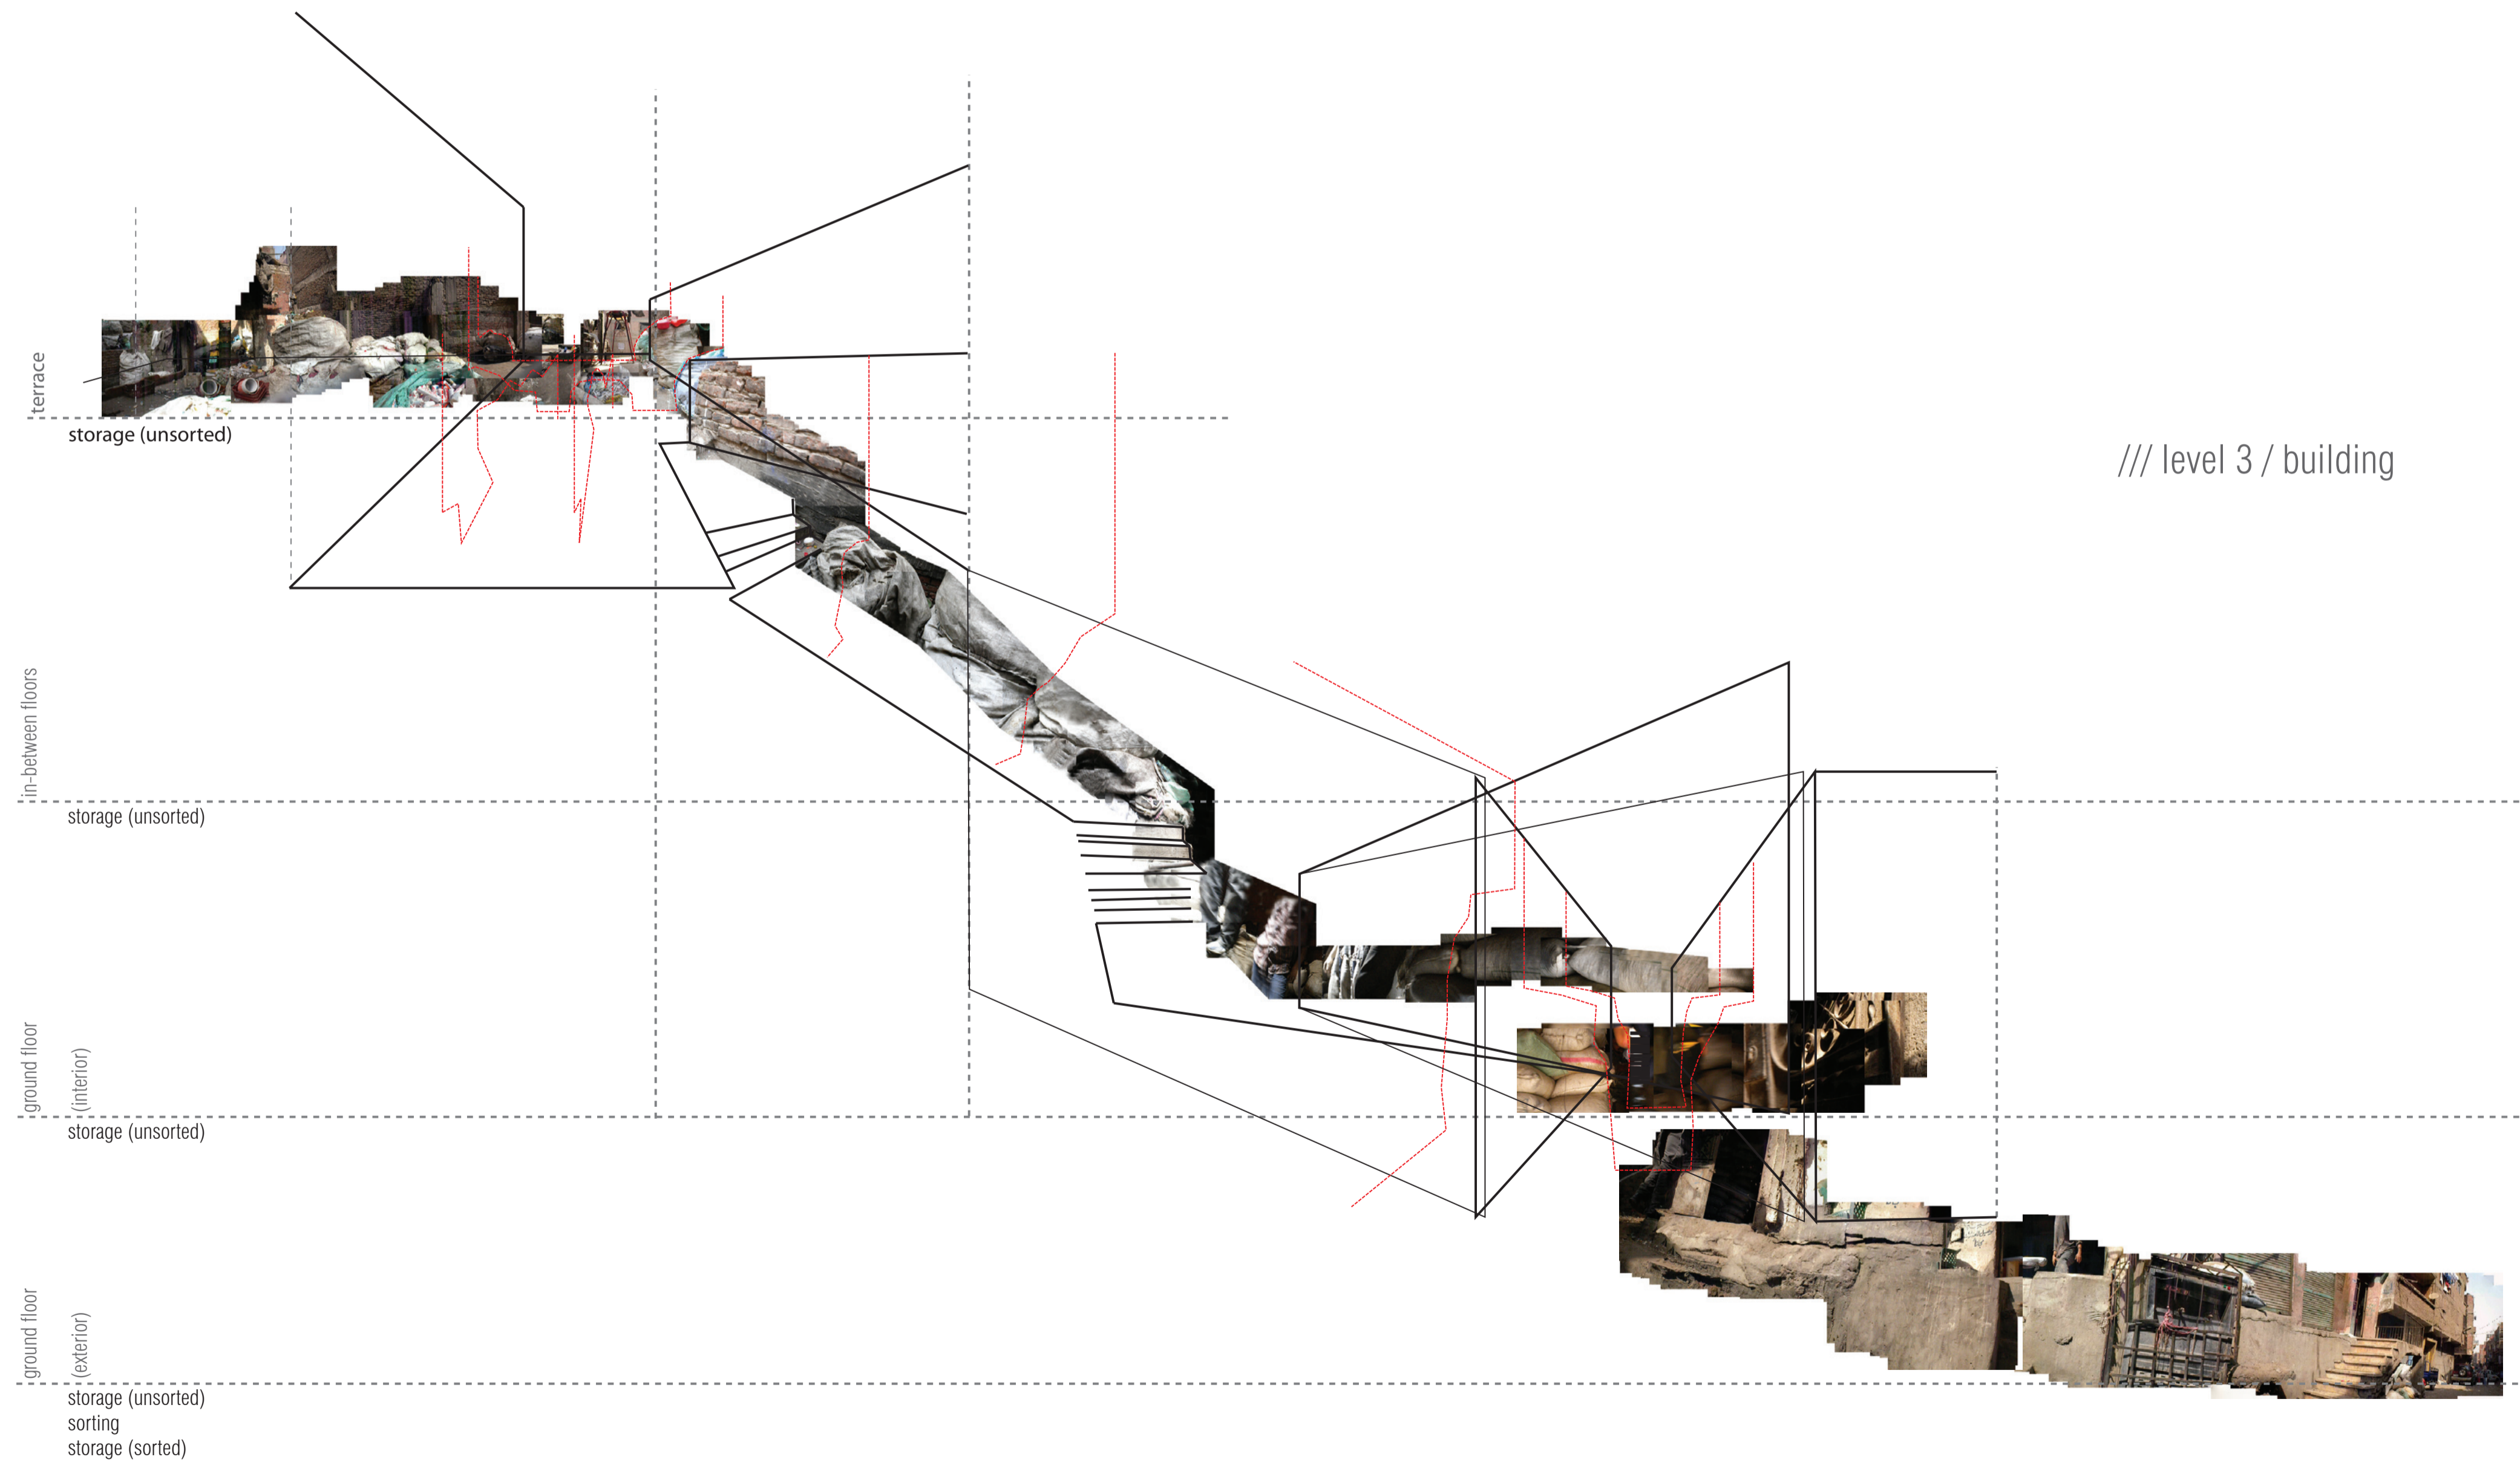 terrace
storage (unsorted)
/// level 3 / building
in-between floors
storage (unsorted)
ground floor
(interior)
storage (unsorted)
ground floor
(exterior)
storage (unsorted)
sorting
storage (sorted)